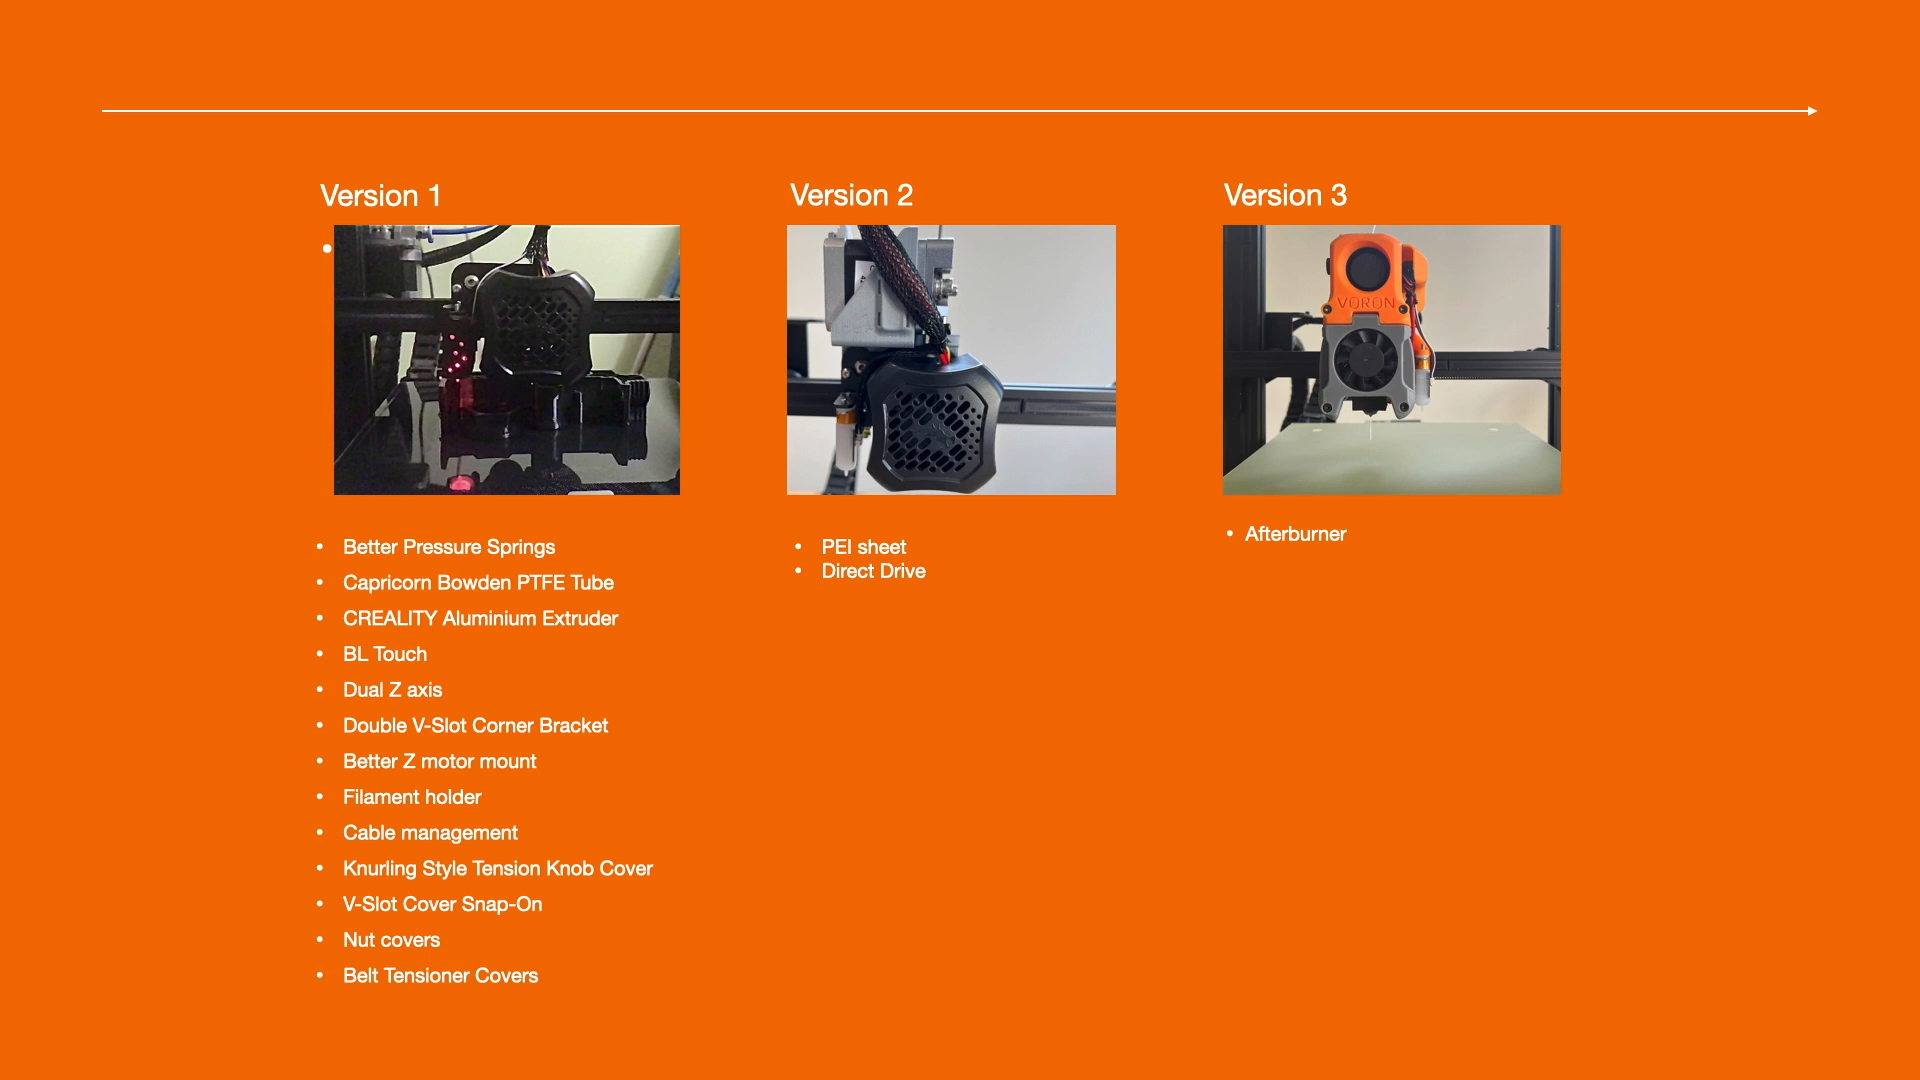 Version 1
Version 2
Version 3
VORON
• Better Pressure Springs
• Capricorn Bowden PTFE Tube
• CREALITY Aluminium Extruder
• BL Touch
• Dual Z axis
• Double V-Slot Corner Bracket
• Better Z motor mount
• Filament holder
• Cable management
• Knurling Style Tension Knob Cover
• V-Slot Cover Snap-On
• Nut covers
• Belt Tensioner Covers
• PEI sheet
• Direct Drive
• Afterburner